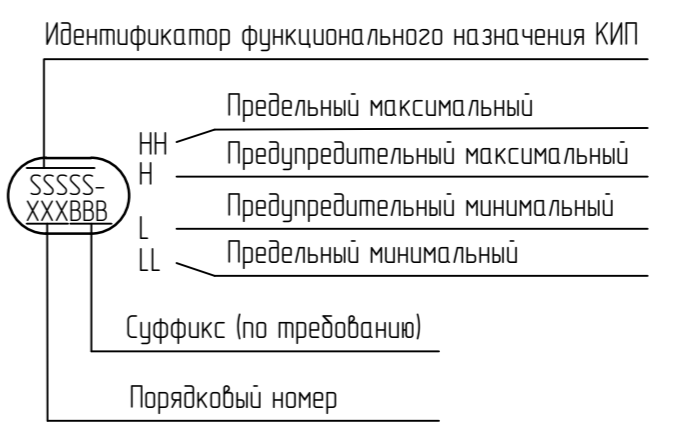 Идентификатор функционального назначения КИП
Предельный максимальный
HH
Предупредительный максимальный
H
SSSSS-
XXXBBB
Предупредительный минимальный
L
Предельный минимальный
LL
Суффикс (по требованию)
Порядковый номер